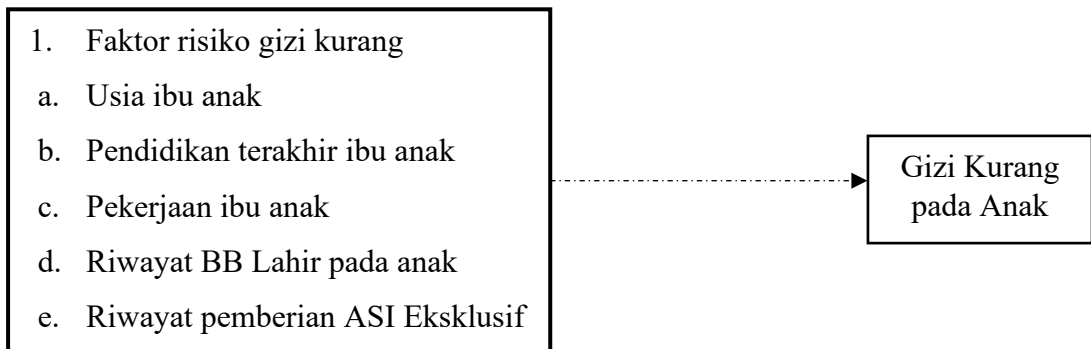 1. Faktor risiko gizi kurang
a. Usia ibu anak
b. Pendidikan terakhir ibu anak
c. Pekerjaan ibu anak
d. Riwayat BB Lahir pada anak
e. Riwayat pemberian ASI Eksklusif
Gizi Kurang
pada Anak